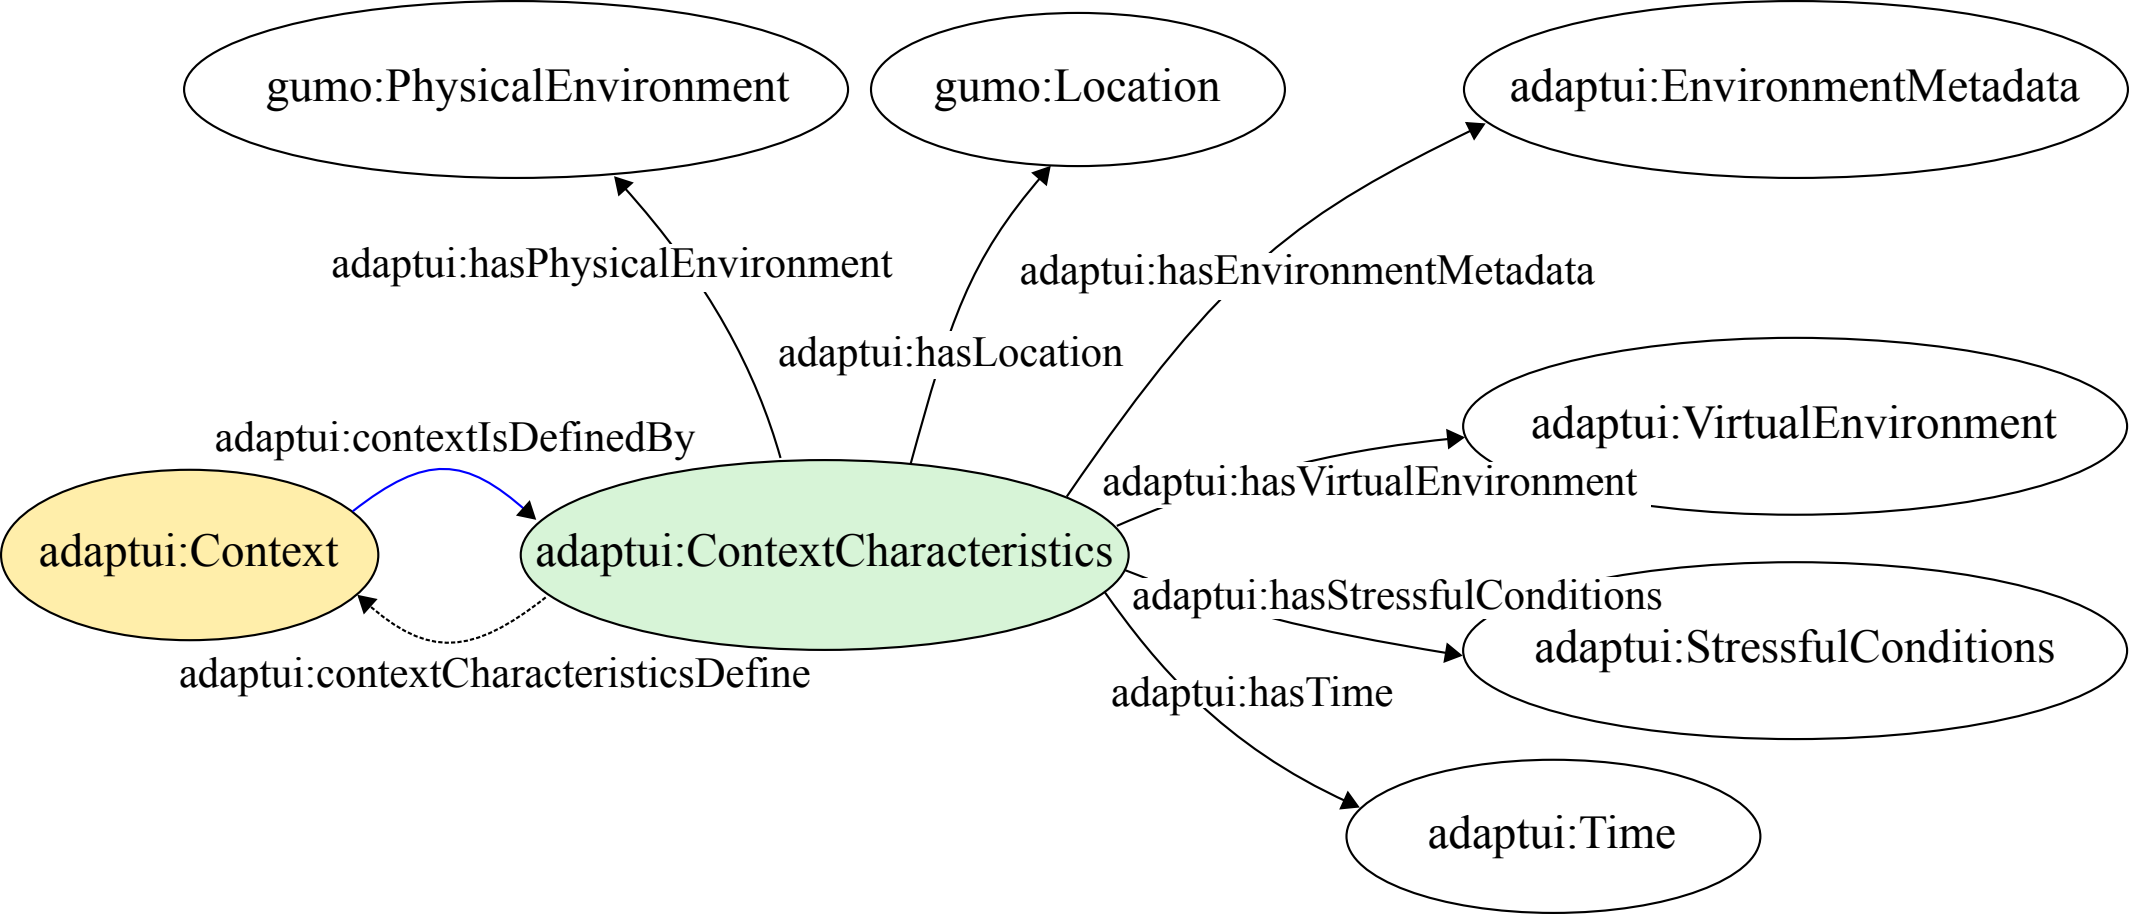 gumo:PhysicalEnvironment
gumo:Location
adaptui:EnvironmentMetadata
adaptui:hasPhysicalEnvironment
adaptui:hasEnvironmentMetadata
adaptui:hasLocation
adaptui:contextIsDefinedBy
adaptui:VirtualEnvironment
adaptui:hasVirtualEnvironment
adaptui:Context
adaptui:ContextCharacteristics
adaptui:hasStressfulConditions
adaptui:StressfulConditions
adaptui:contextCharacteristicsDefine
adaptui:hasTime
adaptui:Time